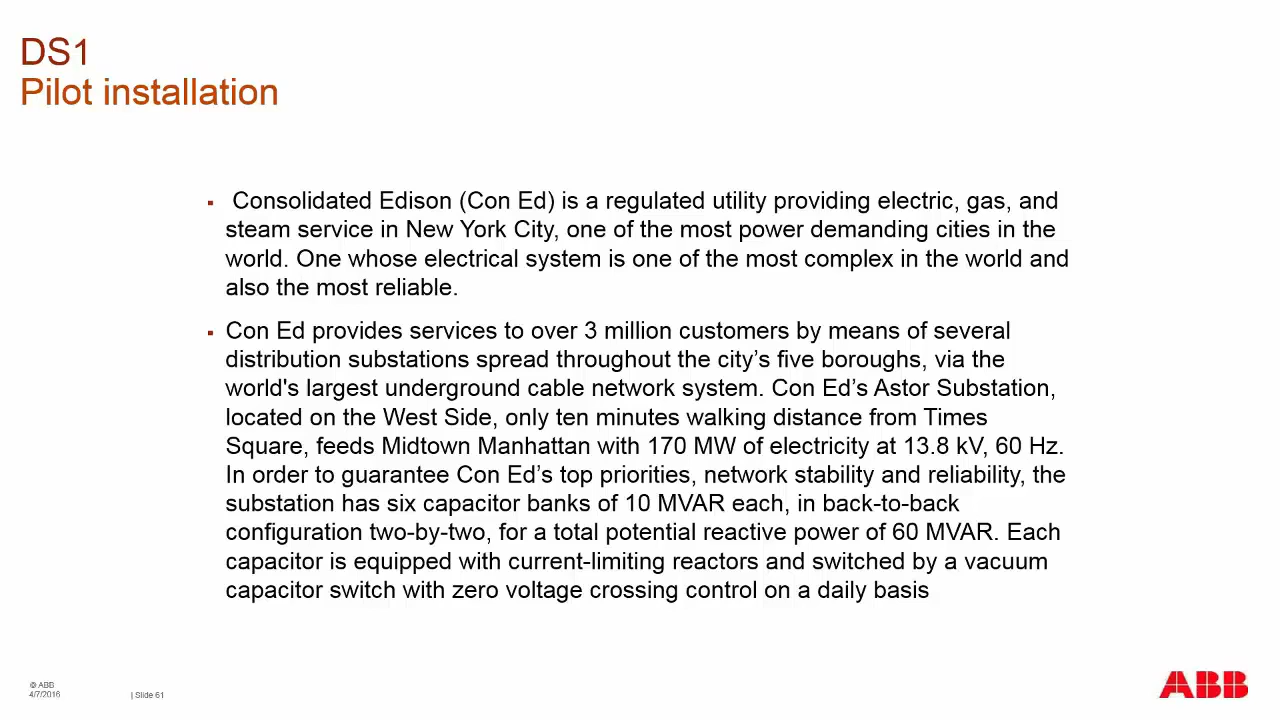 DS1
Pilot installation
▪ Consolidated Edison (Con Ed) is a regulated utility providing electric, gas, and
steam service in New York City, one of the most power demanding cities in the
world. One whose electrical system is one of the most complex in the world and
also the most reliable.
▪ Con Ed provides services to over 3 million customers by means of several
distribution substations spread throughout the city’s five boroughs, via the
world's largest underground cable network system. Con Ed’s Astor Substation,
located on the West Side, only ten minutes walking distance from Times
Square, feeds Midtown Manhattan with 170 MW of electricity at 13.8 kV, 60 Hz.
In order to guarantee Con Ed’s top priorities, network stability and reliability, the
substation has six capacitor banks of 10 MVAR each, in back-to-back
configuration two-by-two, for a total potential reactive power of 60 MVAR. Each
capacitor is equipped with current-limiting reactors and switched by a vacuum
capacitor switch with zero voltage crossing control on a daily basis
© ABB
4/7/2016
| Slide 61
ABB